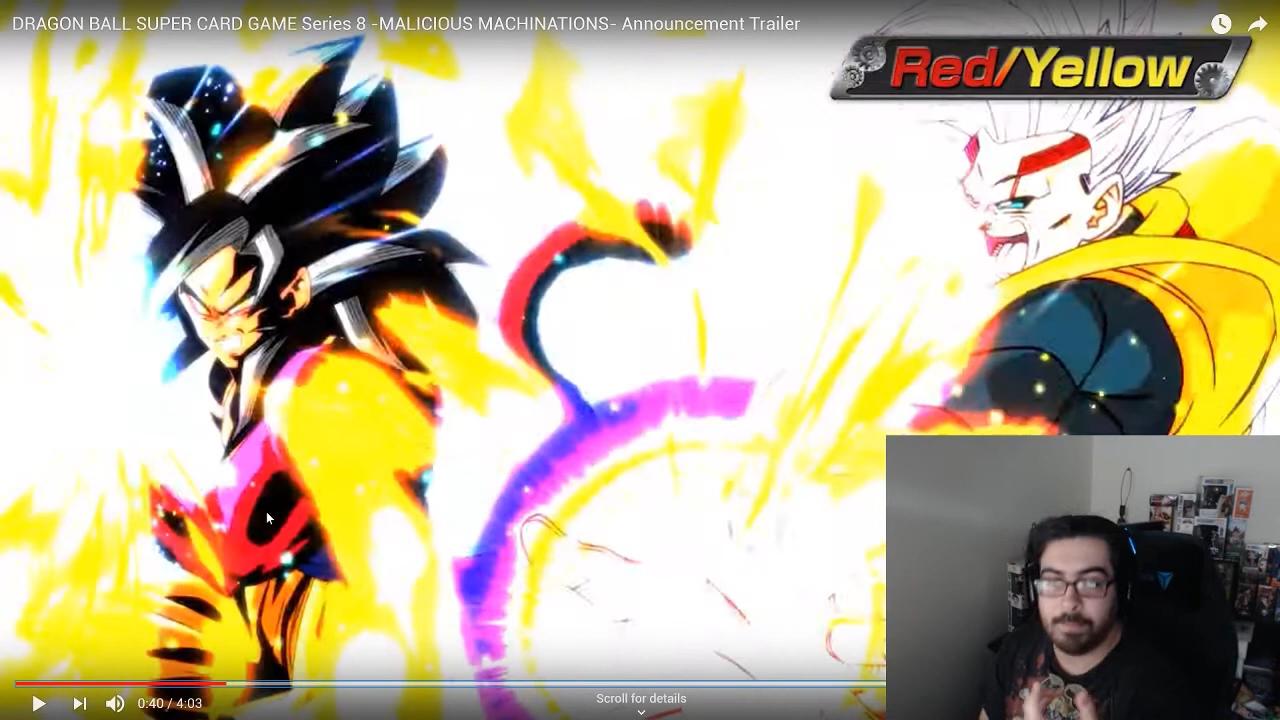 DRAGON BALL SUPER CARD GAME Series 8 -MALICIOUS MACHINATIONS- Announcement Trailer
Red/Yellow
0:40 / 4:03
Scroll for details